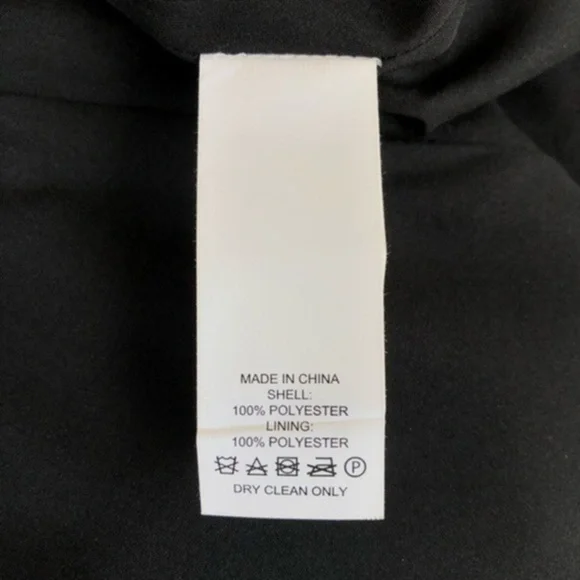 MADE IN CHINA
SHELL:
100% POLYESTER
LINING:
100% POLYESTER
P
DRY CLEAN ONLY